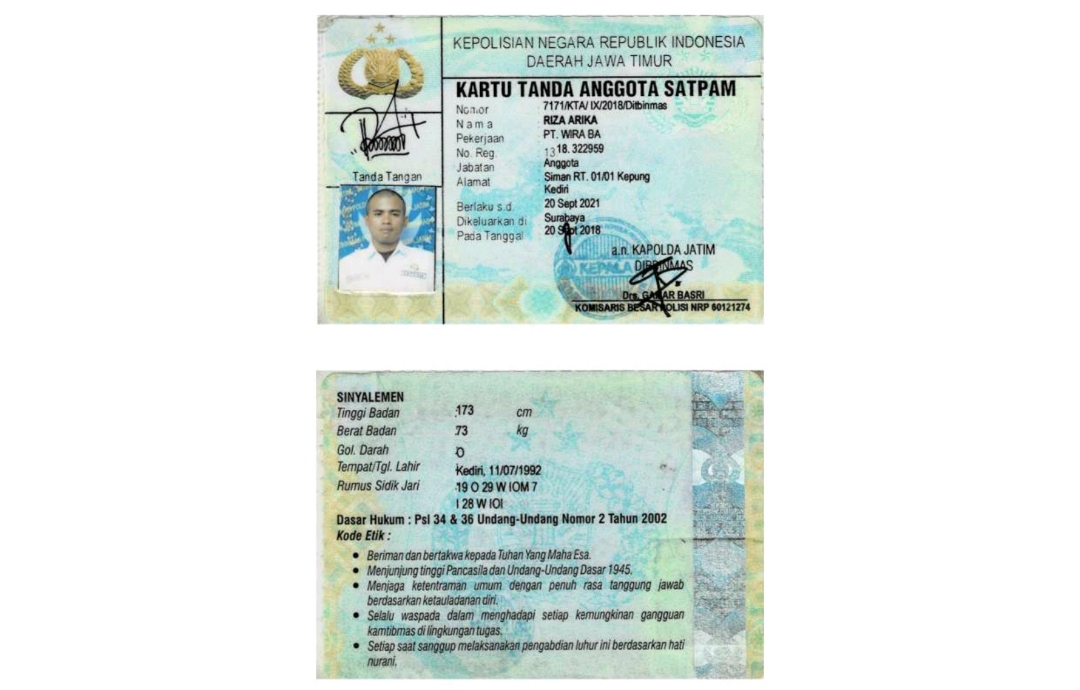 KEPOLISIAN NEGARA REPUBLIK INDONESIA
DAERAH JAWA TIMUR
KARTU TANDA ANGGOTA SATPAM
Nomor 7171/KTA/ IX/2018/Ditbinmas
Nama RIZA ARIKA
Pekerjaan PT. WIRA BA
No. Reg. 13 18. 322959
Jabatan Anggota
Alamat Siman RT. 01/01 Kepung
Kediri
Berlaku s.d. 20 Sept 2021
Dikeluarkan di Surabaya
Pada Tanggal 20 Sept 2018
Tanda Tangan
a.n. KAPOLDA JATIM
DIRBINMAS
KEPALA
Drs. BASRI
KOMISARIS BESAR POLISI NRP 60121274
SINYALEMEN
Tinggi Badan :173 cm
Berat Badan :73 kg
Gol. Darah :O
Tempat/Tgl. Lahir :Kediri, 11/07/1992
Rumus Sidik Jari :19 O 29 W IOM 7
I 28 W IOI
Dasar Hukum : Psl 34 & 36 Undang-Undang Nomor 2 Tahun 2002
Kode Etik :
• Beriman dan bertakwa kepada Tuhan Yang Maha Esa.
• Menjunjung tinggi Pancasila dan Undang-Undang Dasar 1945.
• Menjaga ketentraman umum dengan penuh rasa tanggung jawab
berdasarkan ketauladanan diri.
• Selalu waspada dalam menghadapi setiap kemungkinan gangguan
kamtibmas di lingkungan tugas.
• Setiap saat sanggup melaksanakan pengabdian luhur ini berdasarkan hati
nurani.